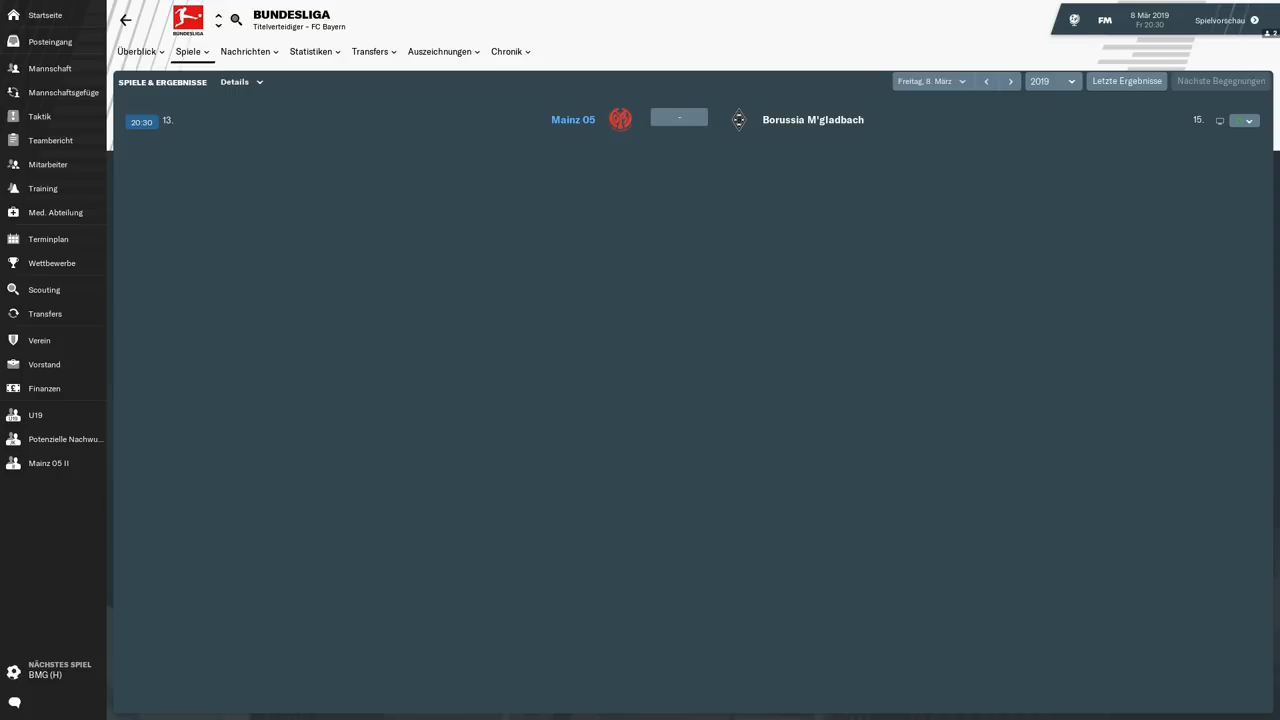 Startseite
Posteingang
Mannschaft
Mannschaftsgefüge
Taktik
Teambericht
Mitarbeiter
Training
Med. Abteilung
Terminplan
Wettbewerbe
Scouting
Transfers
Verein
Vorstand
Finanzen
U19
Potenzielle Nachwu...
Mainz 05 II
NÄCHSTES SPIEL
BMG (H)
BUNDESLIGA
BUNDESLIGA
Titelverteidiger – FC Bayern
FM
8 Mär 2019
Fr 20.30
Spielvorschau
2
Überblick Spiele Nachrichten Statistiken Transfers Auszeichnungen Chronik
SPIELE & ERGEBNISSE Details Freitag, 8. März 2019 Letzte Ergebnisse Nächste Begegnungen
20:30 13. Mainz 05 - Borussia M'gladbach 15.